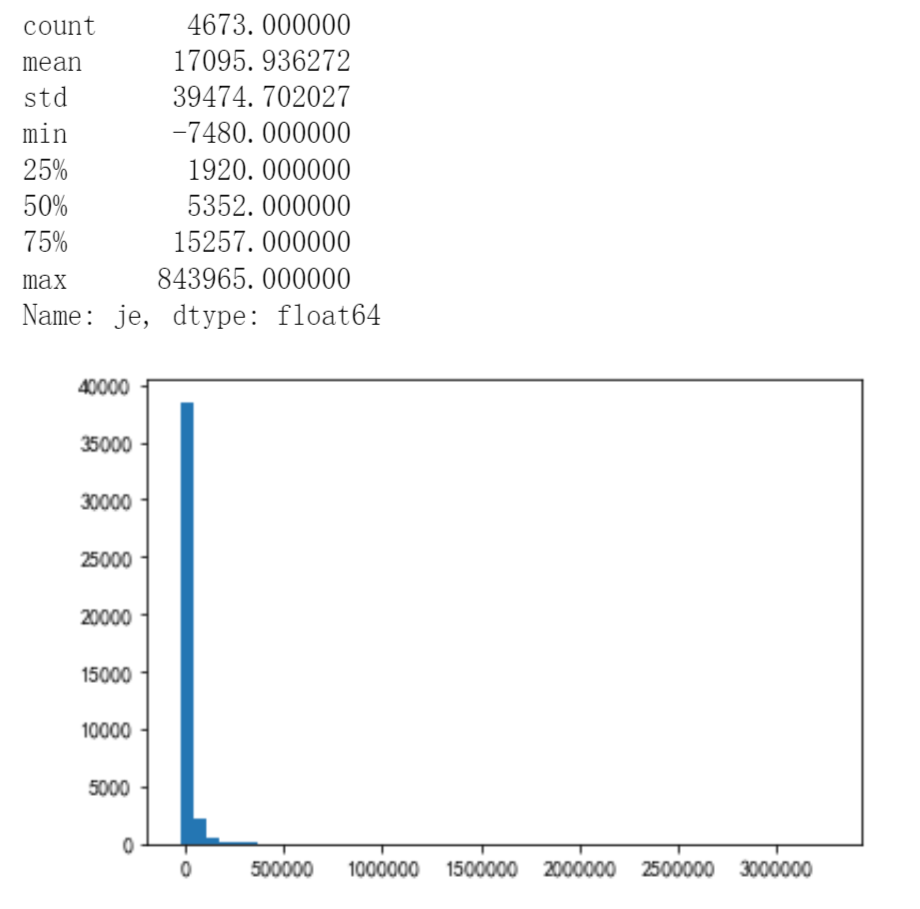 count 4673.000000
mean 17095.936272
std 39474.702027
min -7480.000000
25% 1920.000000
50% 5352.000000
75% 15257.000000
max 843965.000000
Name: je, dtype: float64
40000
35000
30000
25000
20000
15000
10000
5000
0
0 500000 1000000 1500000 2000000 2500000 3000000